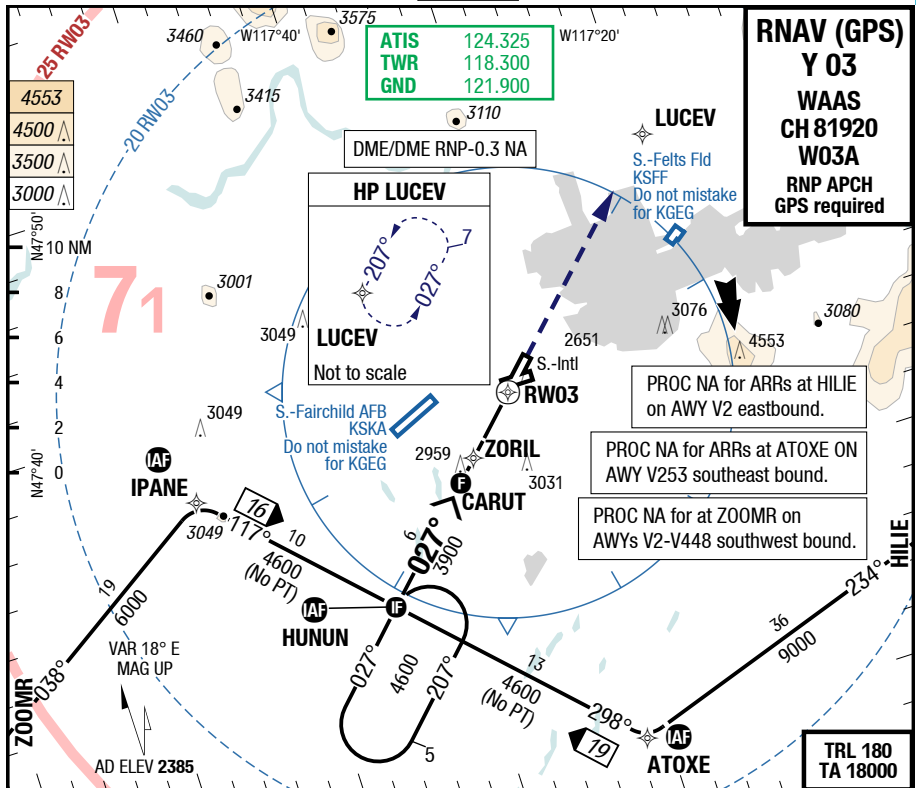 3575
3460
W117°40'
25 RW03
ATIS 124.325
TWR 118.300
GND 121.900
W117°20'
RNAV (GPS)
Y 03
WAAS
CH 81920
W03A
RNP APCH
GPS required
4553
4500
3500
3000
20 RW03
3415
3110
LUCEV
DME/DME RNP-0.3 NA
S.-Felts Fld
KSFF
Do not mistake
for KGEG
HP LUCEV
207°
027°
7
LUCEV
Not to scale
N47°50'
10 NM
8
6
4
2
0
N47°40'
71
3001
3049
3076
3080
2651
4553
S.-Intl
RW03
PROC NA for ARRs at HILIE
on AWY V2 eastbound.
S.-Fairchild AFB
KSKA
Do not mistake
for KGEG
3049
PROC NA for ARRs at ATOXE ON
AWY V253 southeast bound.
2959
ZORIL
3031
F
CARUT
IAF
IPANE
PROC NA for at ZOOMR on
AWYs V2-V448 southwest bound.
3049
16
117°
10
4600
(No PT)
6
027°
3900
HILIE
234°
36
9000
19
6000
IAF
HUNUN
IF
VAR 18° E
MAG UP
038°
ZOOMR
027°
4600
207°
5
13
4600
(No PT)
298°
19
IAF
ATOXE
AD ELEV 2385
TRL 180
TA 18000